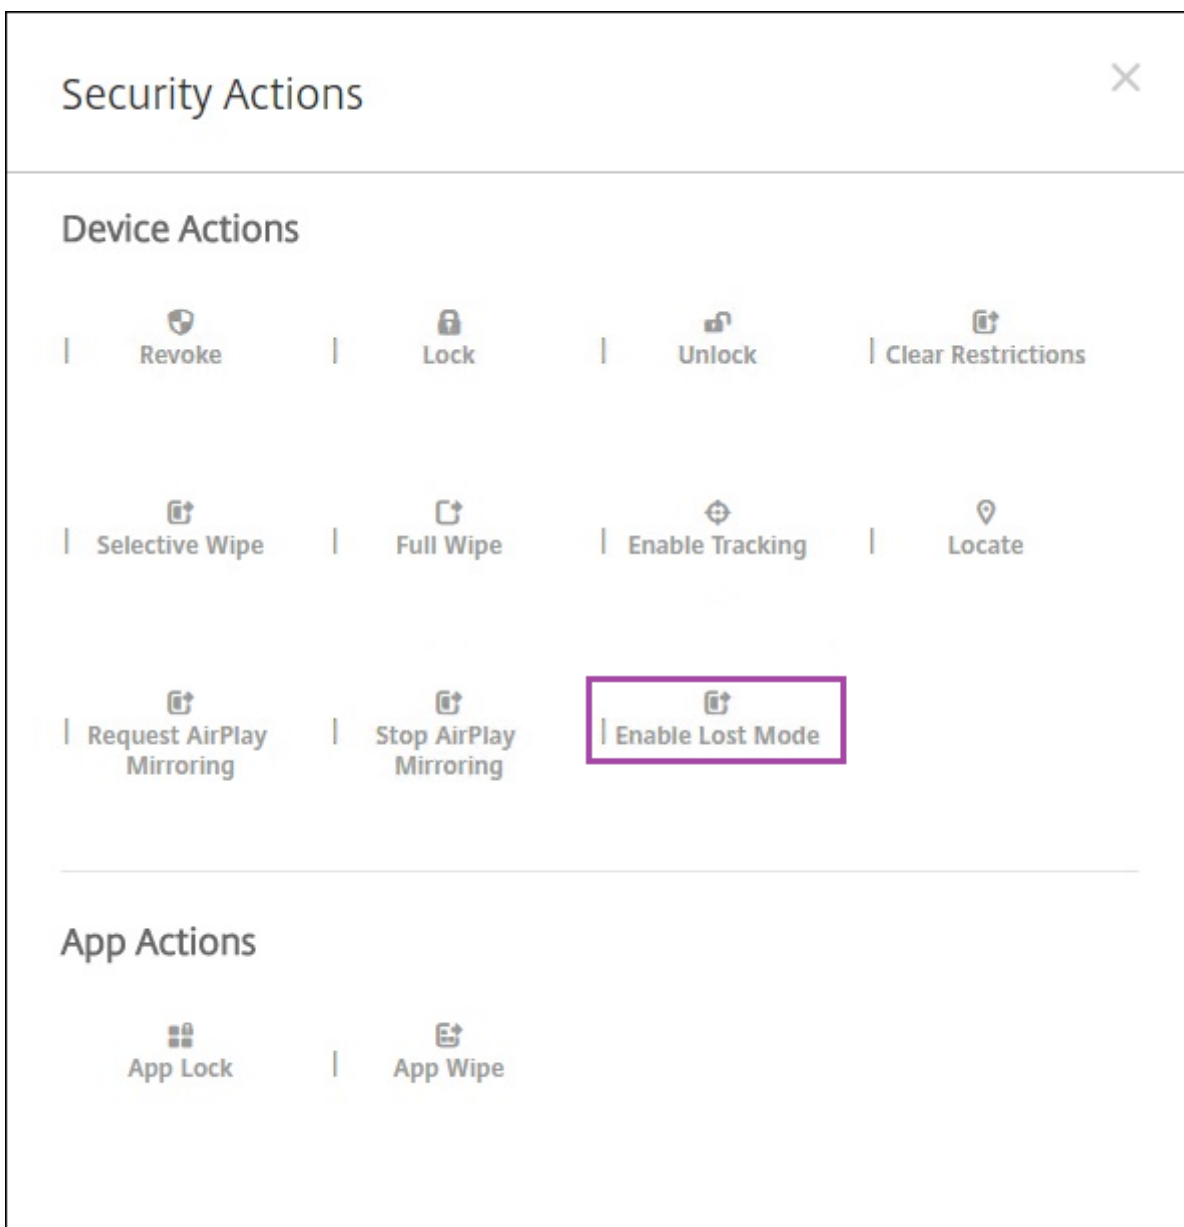 Security Actions
Device Actions
Revoke
Lock
Unlock
Clear Restrictions
Selective Wipe
Full Wipe
Enable Tracking
Locate
Request AirPlay
Mirroring
Stop AirPlay
Mirroring
Enable Lost Mode
App Actions
App Lock
App Wipe